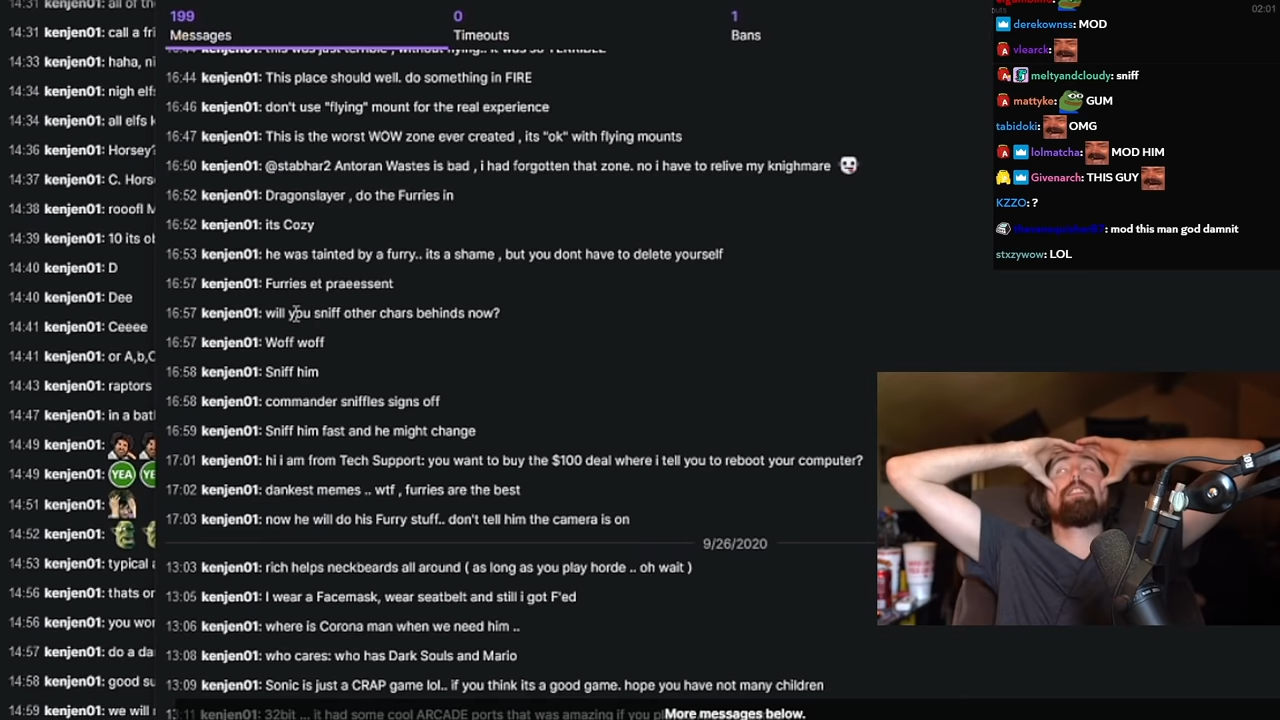 199
Messages
0
Timeouts
1
Bans
14:31 kenjen01: all of the
14:31 kenjen01: call a fri
14:33 kenjen01: haha, ni
14:34 kenjen01: nigh elfs
14:34 kenjen01: all elfs k
14:36 kenjen01: Horsey?
14:37 kenjen01: C. Hors
14:38 kenjen01: rooofl M
14:39 kenjen01: 10 its ob
14:40 kenjen01: D
14:40 kenjen01: Dee
14:41 kenjen01: Ceeee
14:41 kenjen01: or A,b,C
14:43 kenjen01: raptors
14:47 kenjen01: in a bat
14:49 kenjen01:
14:49 kenjen01: YEA YE
14:51 kenjen01:
14:52 kenjen01:
14:53 kenjen01: typical
14:56 kenjen01: thats or
14:56 kenjen01: you wor
14:57 kenjen01: do a da
14:58 kenjen01: good su
14:59 kenjen01: we will
16:44 kenjen01: this was just terrible , without flying.. it was so TERRIBLE
16:44 kenjen01: This place should well. do something in FIRE
16:46 kenjen01: don't use "flying" mount for the real experience
16:47 kenjen01: This is the worst WOW zone ever created , its "ok" with flying mounts
16:50 kenjen01: @stabhar2 Antoran Wastes is bad , i had forgotten that zone. no i have to relive my knighmare
16:52 kenjen01: Dragonslayer , do the Furries in
16:52 kenjen01: its Cozy
16:53 kenjen01: he was tainted by a furry.. its a shame , but you dont have to delete yourself
16:57 kenjen01: Furries et praeessent
16:57 kenjen01: will you sniff other chars behinds now?
16:57 kenjen01: Woff woff
16:58 kenjen01: Sniff him
16:58 kenjen01: commander sniffles signs off
16:59 kenjen01: Sniff him fast and he might change
17:01 kenjen01: hi i am from Tech Support: you want to buy the $100 deal where i tell you to reboot your computer?
17:02 kenjen01: dankest memes .. wtf , furries are the best
17:03 kenjen01: now he will do his Furry stuff.. don't tell him the camera is on
9/26/2020
13:03 kenjen01: rich helps neckbeards all around ( as long as you play horde .. oh wait )
13:05 kenjen01: I wear a Facemask, wear seatbelt and still i got F'ed
13:06 kenjen01: where is Corona man when we need him ..
13:08 kenjen01: who cares: who has Dark Souls and Mario
13:09 kenjen01: Sonic is just a CRAP game lol.. if you think its a good game. hope you have not many children
13:11 kenjen01: 32bit ... it had some cool ARCADE ports that was amazing if you pl
More messages below.
02:01
derekownss: MOD
vlearck:
meltyandcloudy: sniff
mattyke: GUM
tabidoki: OMG
lolmatcha: MOD HIM
Givenarch: THIS GUY
KZZO: ?
mod this man god damnit
stxzywow: LOL